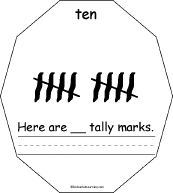 ten
Here are __ tally marks.